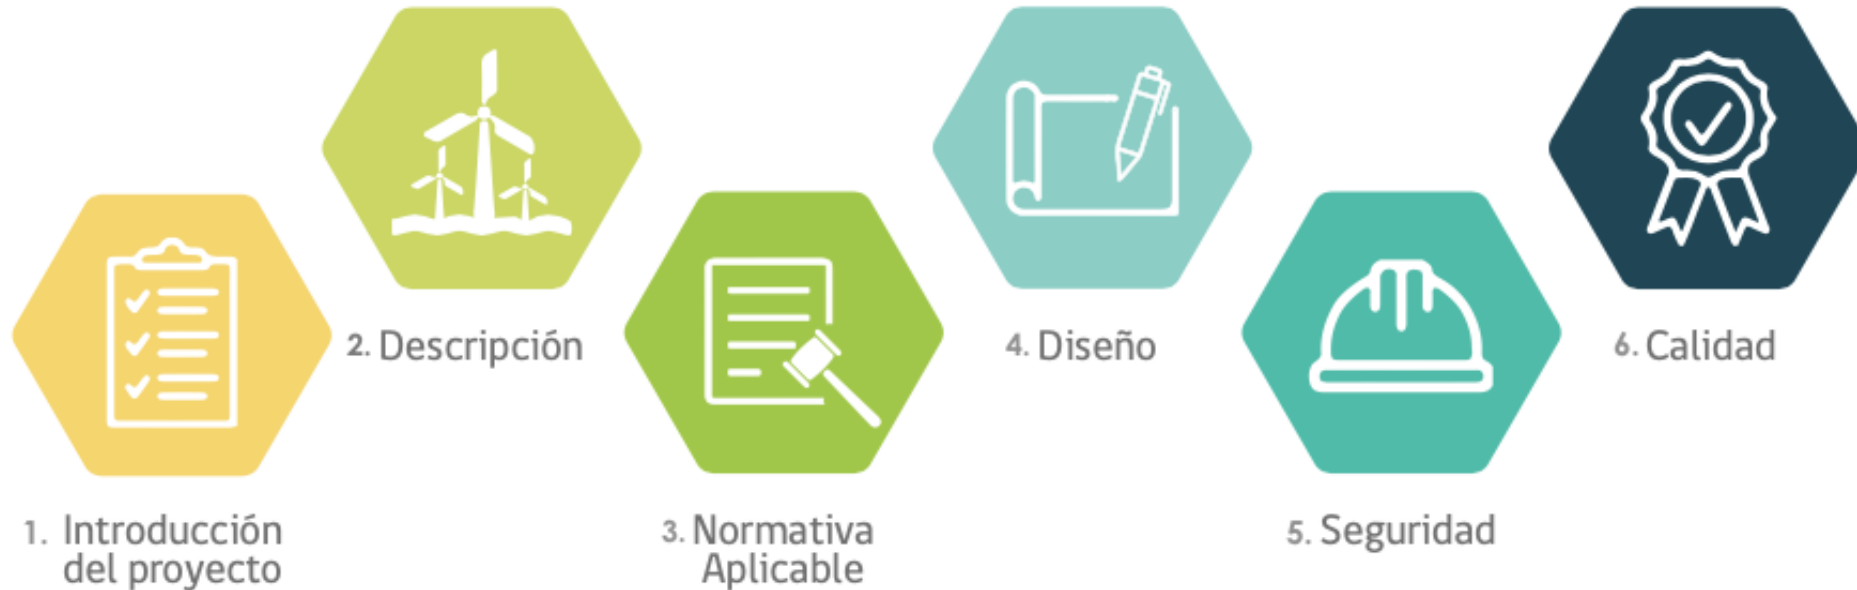 1. Introducción
del proyecto
2. Descripción
3. Normativa
Aplicable
4. Diseño
5. Seguridad
6. Calidad